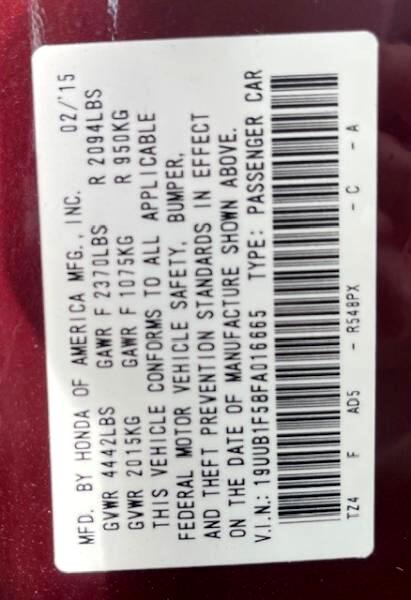 MFD. BY HONDA OF AMERICA MFG., INC. 02/'15
GVWR 4442LBS GAWR F 2370LBS R 2094LBS
GVWR 2015KG GAWR F 1075KG R 950KG
THIS VEHICLE CONFORMS TO ALL APPLICABLE
FEDERAL MOTOR VEHICLE SAFETY, BUMPER,
AND THEFT PREVENTION STANDARDS IN EFFECT
ON THE DATE OF MANUFACTURE SHOWN ABOVE.
V.I.N.: 19UUB1F58FA016665 TYPE: PASSENGER CAR
TZ4 F AD5 - R548PX - C - A